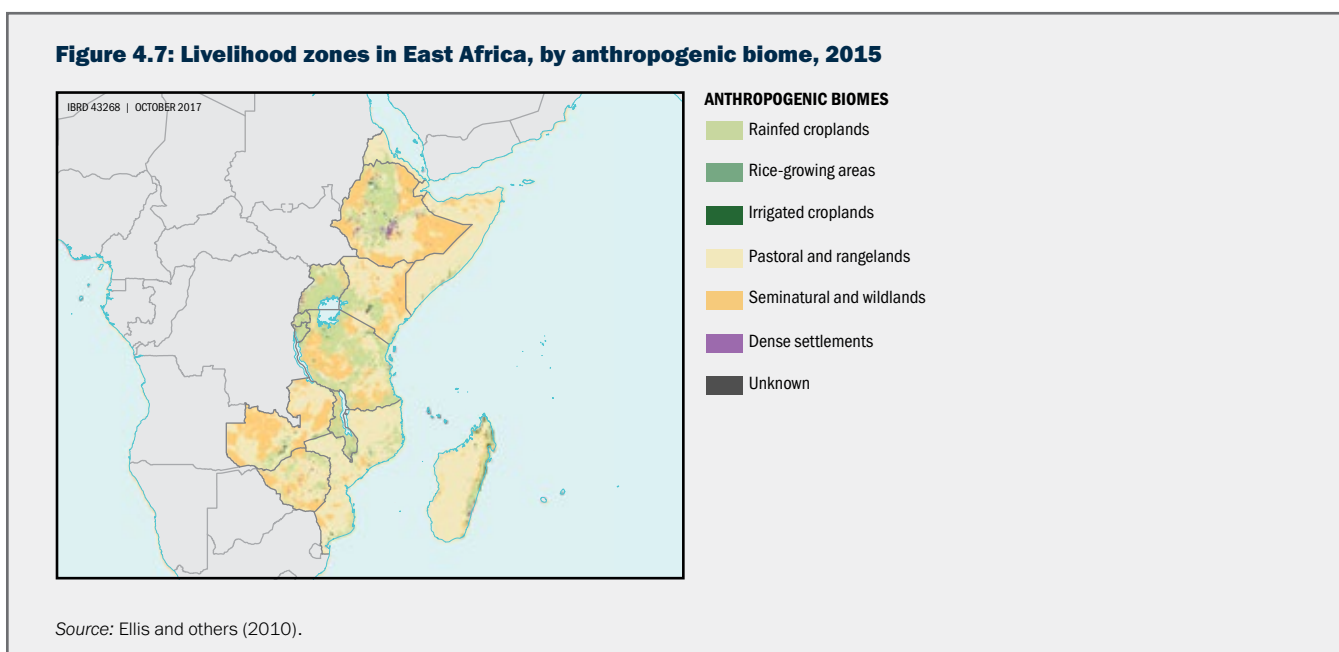 Figure 4.7: Livelihood zones in East Africa, by anthropogenic biome, 2015
IBRD 43268 | OCTOBER 2017
ANTHROPOGENIC BIOMES
Rainfed croplands
Rice-growing areas
Irrigated croplands
Pastoral and rangelands
Seminatural and wildlands
Dense settlements
Unknown
Source: Ellis and others (2010).